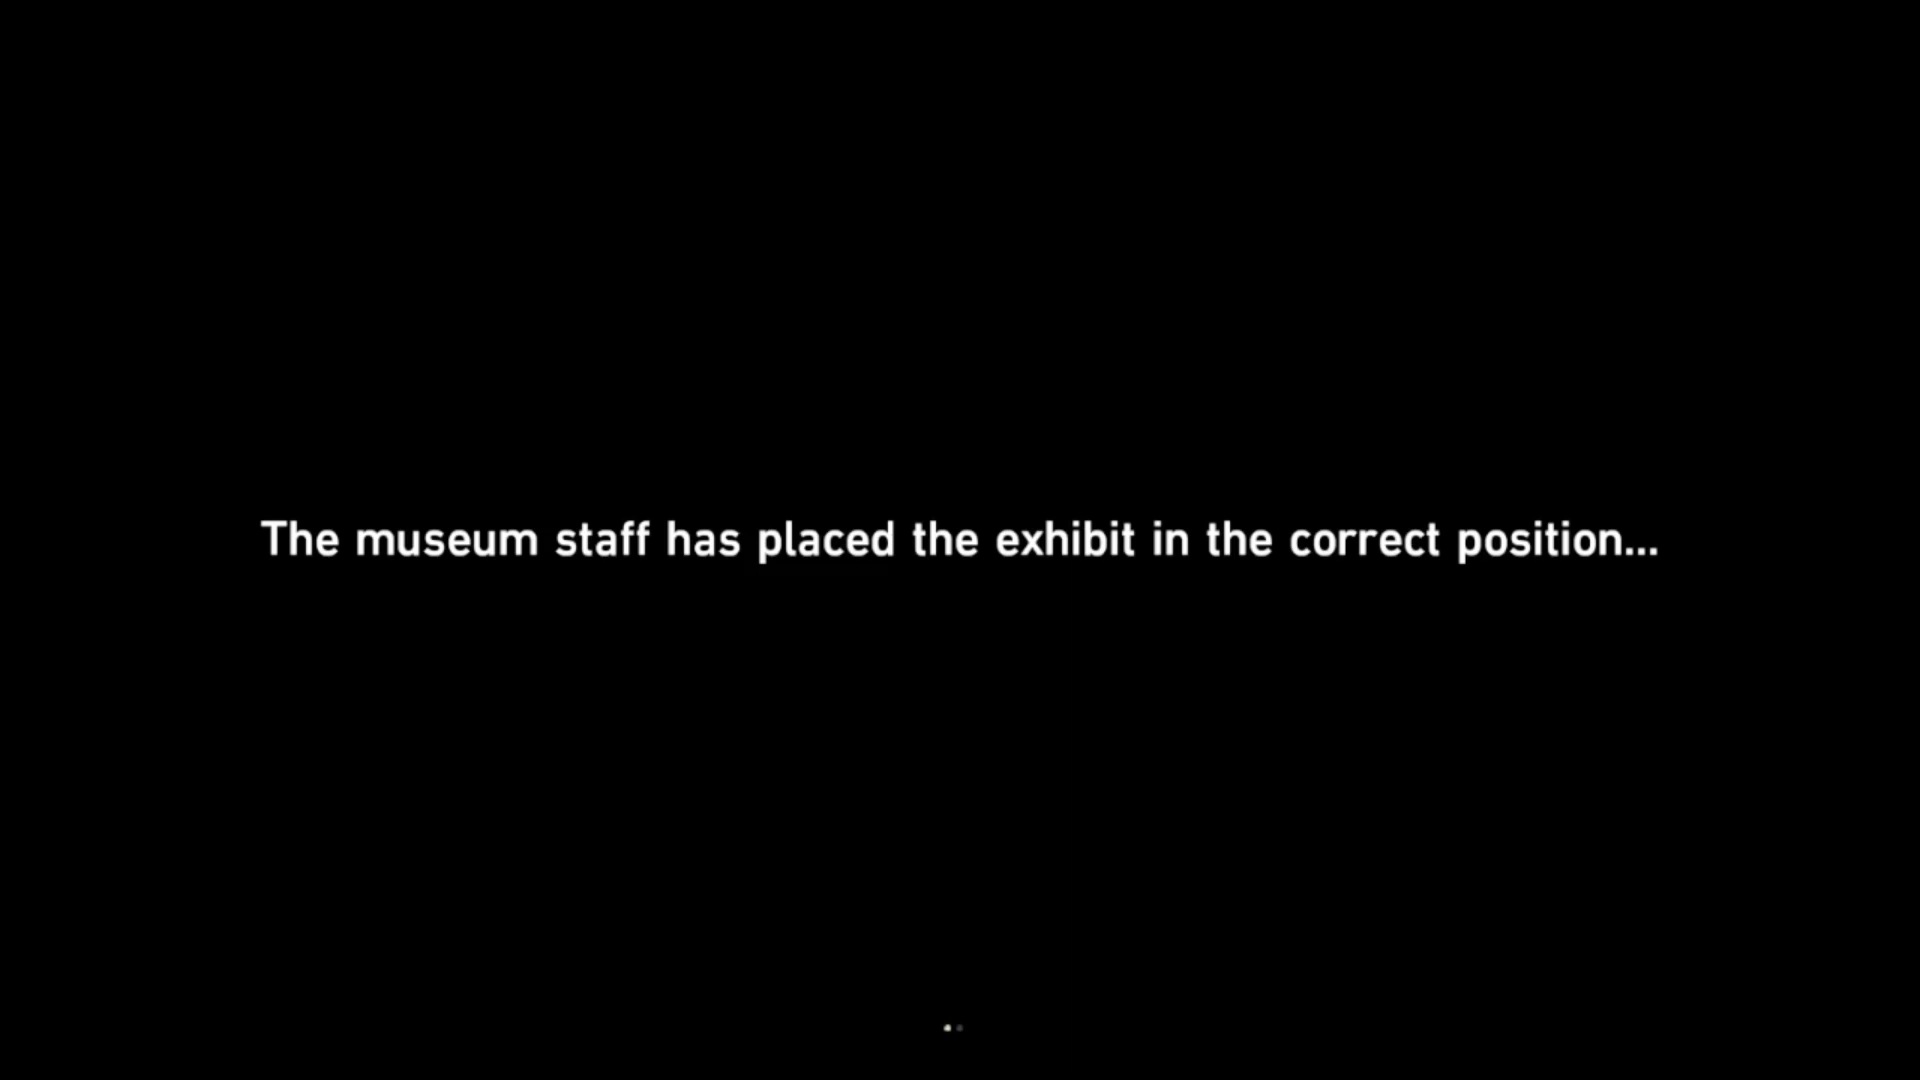 The museum staff has placed the exhibit in the correct position...